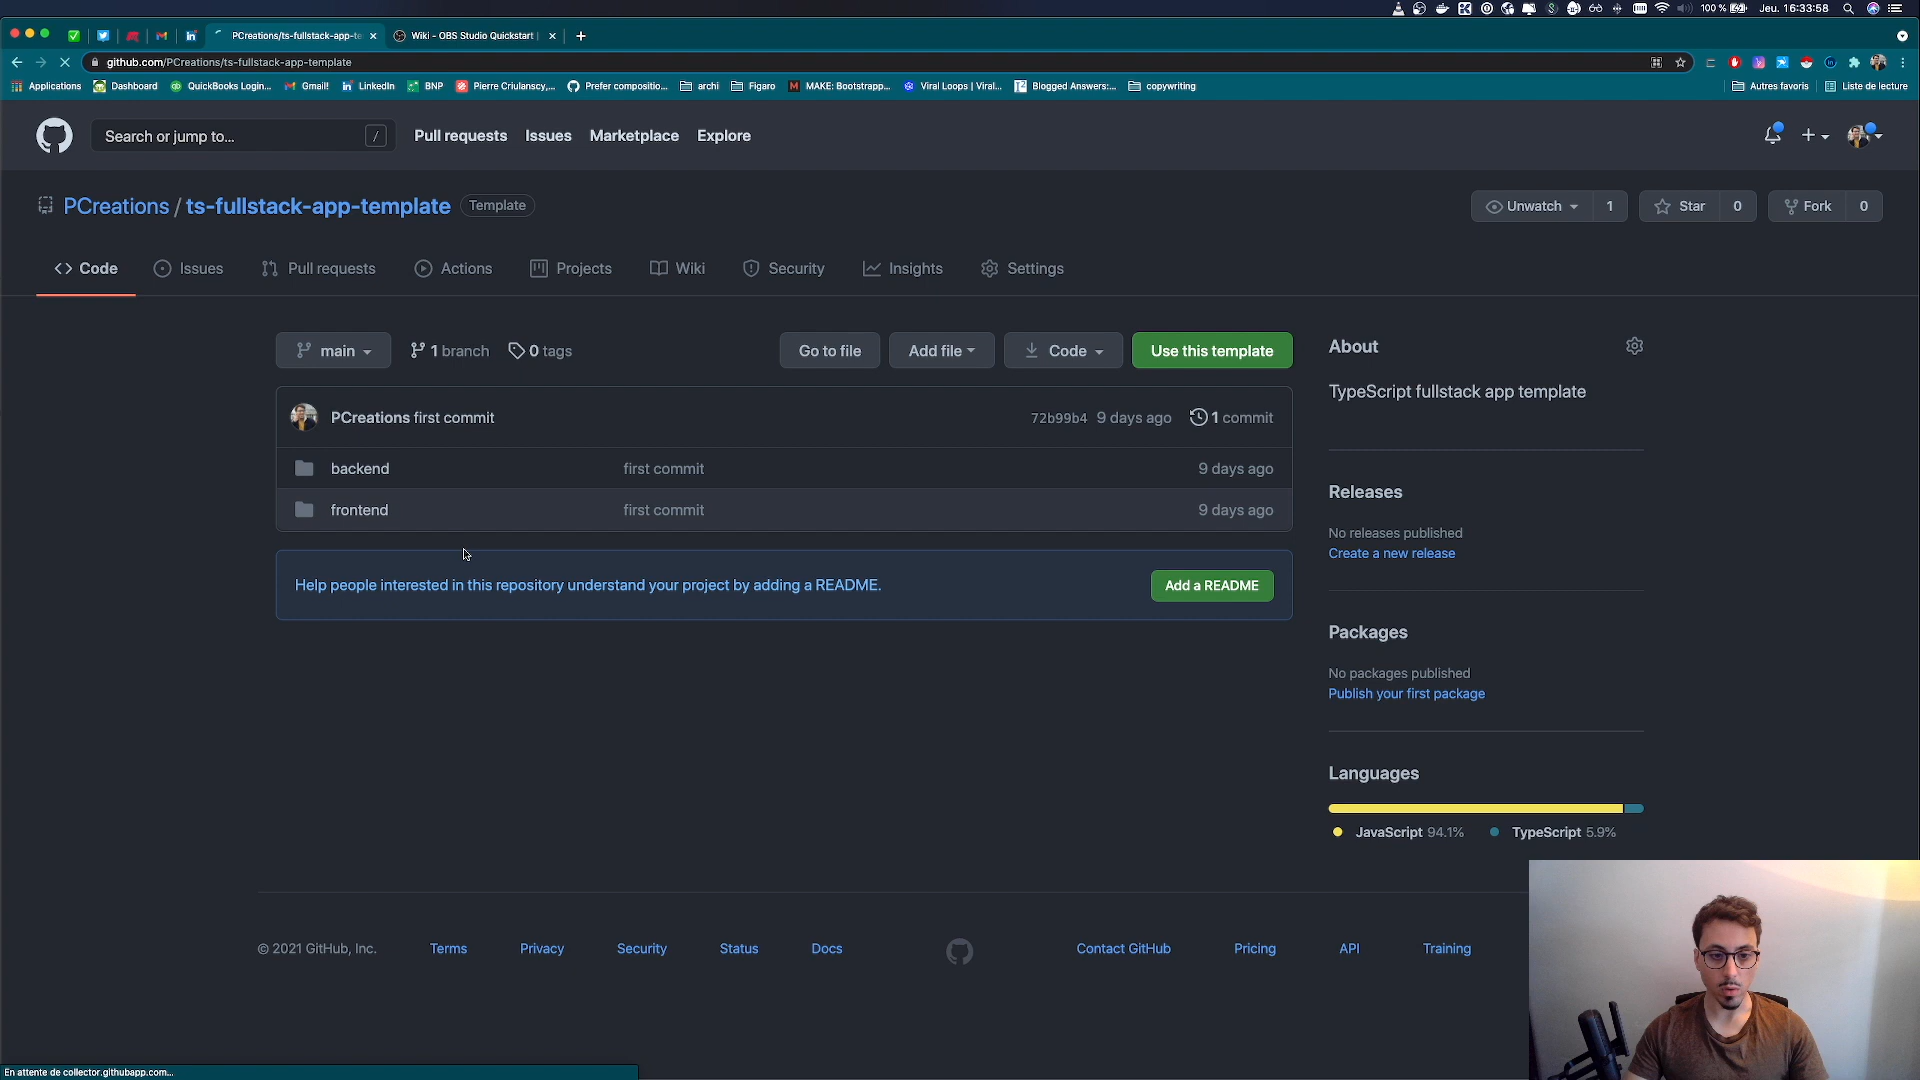 100 % Jeu. 16:33:58
PCreations/ts-fullstack-app-te
Wiki - OBS Studio Quickstart |
github.com/PCreations/ts-fullstack-app-template
Applications Dashboard QuickBooks Login... Gmail! LinkedIn BNP Pierre Criulanscy,... Prefer compositio... archi Figaro MAKE: Bootstrapp... Viral Loops | Viral... Blogged Answers:... copywriting Autres favoris Liste de lecture
Search or jump to... / Pull requests Issues Marketplace Explore
PCreations / ts-fullstack-app-template Template Unwatch 1 Star 0 Fork 0
<> Code Issues Pull requests Actions Projects Wiki Security Insights Settings
main 1 branch 0 tags Go to file Add file Code Use this template
About
TypeScript fullstack app template
PCreations first commit 72b99b4 9 days ago 1 commit
backend first commit 9 days ago
frontend first commit 9 days ago
Help people interested in this repository understand your project by adding a README. Add a README
Releases
No releases published
Create a new release
Packages
No packages published
Publish your first package
Languages
JavaScript 94.1% TypeScript 5.9%
© 2021 GitHub, Inc. Terms Privacy Security Status Docs Contact GitHub Pricing API Training
En attente de collector.githubapp.com...